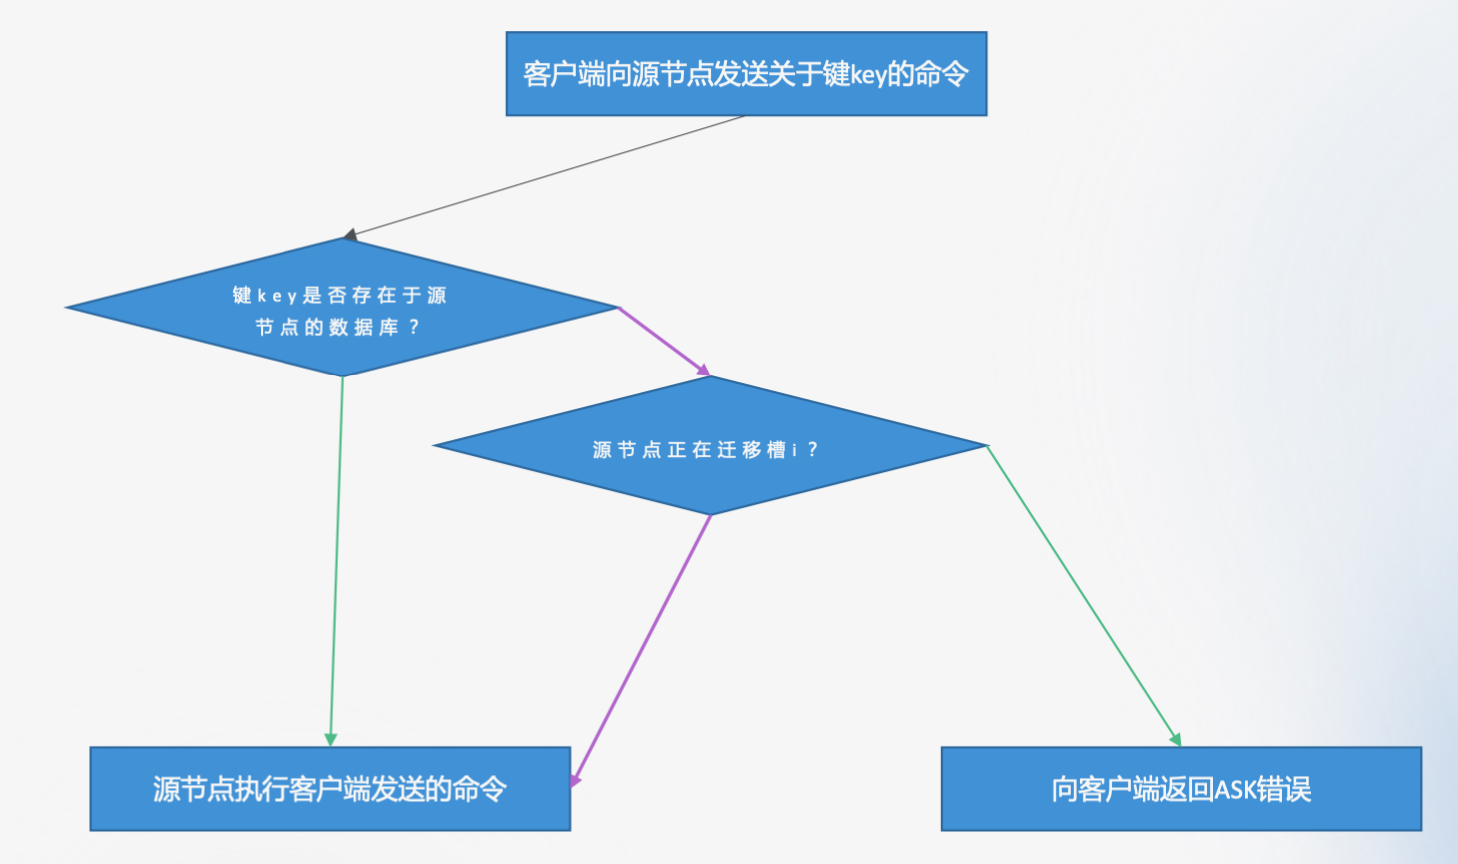 客户端向源节点发送关于键key的命令
键key是否存在于源
节点的数据库？
源节点正在迁移槽i？
源节点执行客户端发送的命令
向客户端返回ASK错误